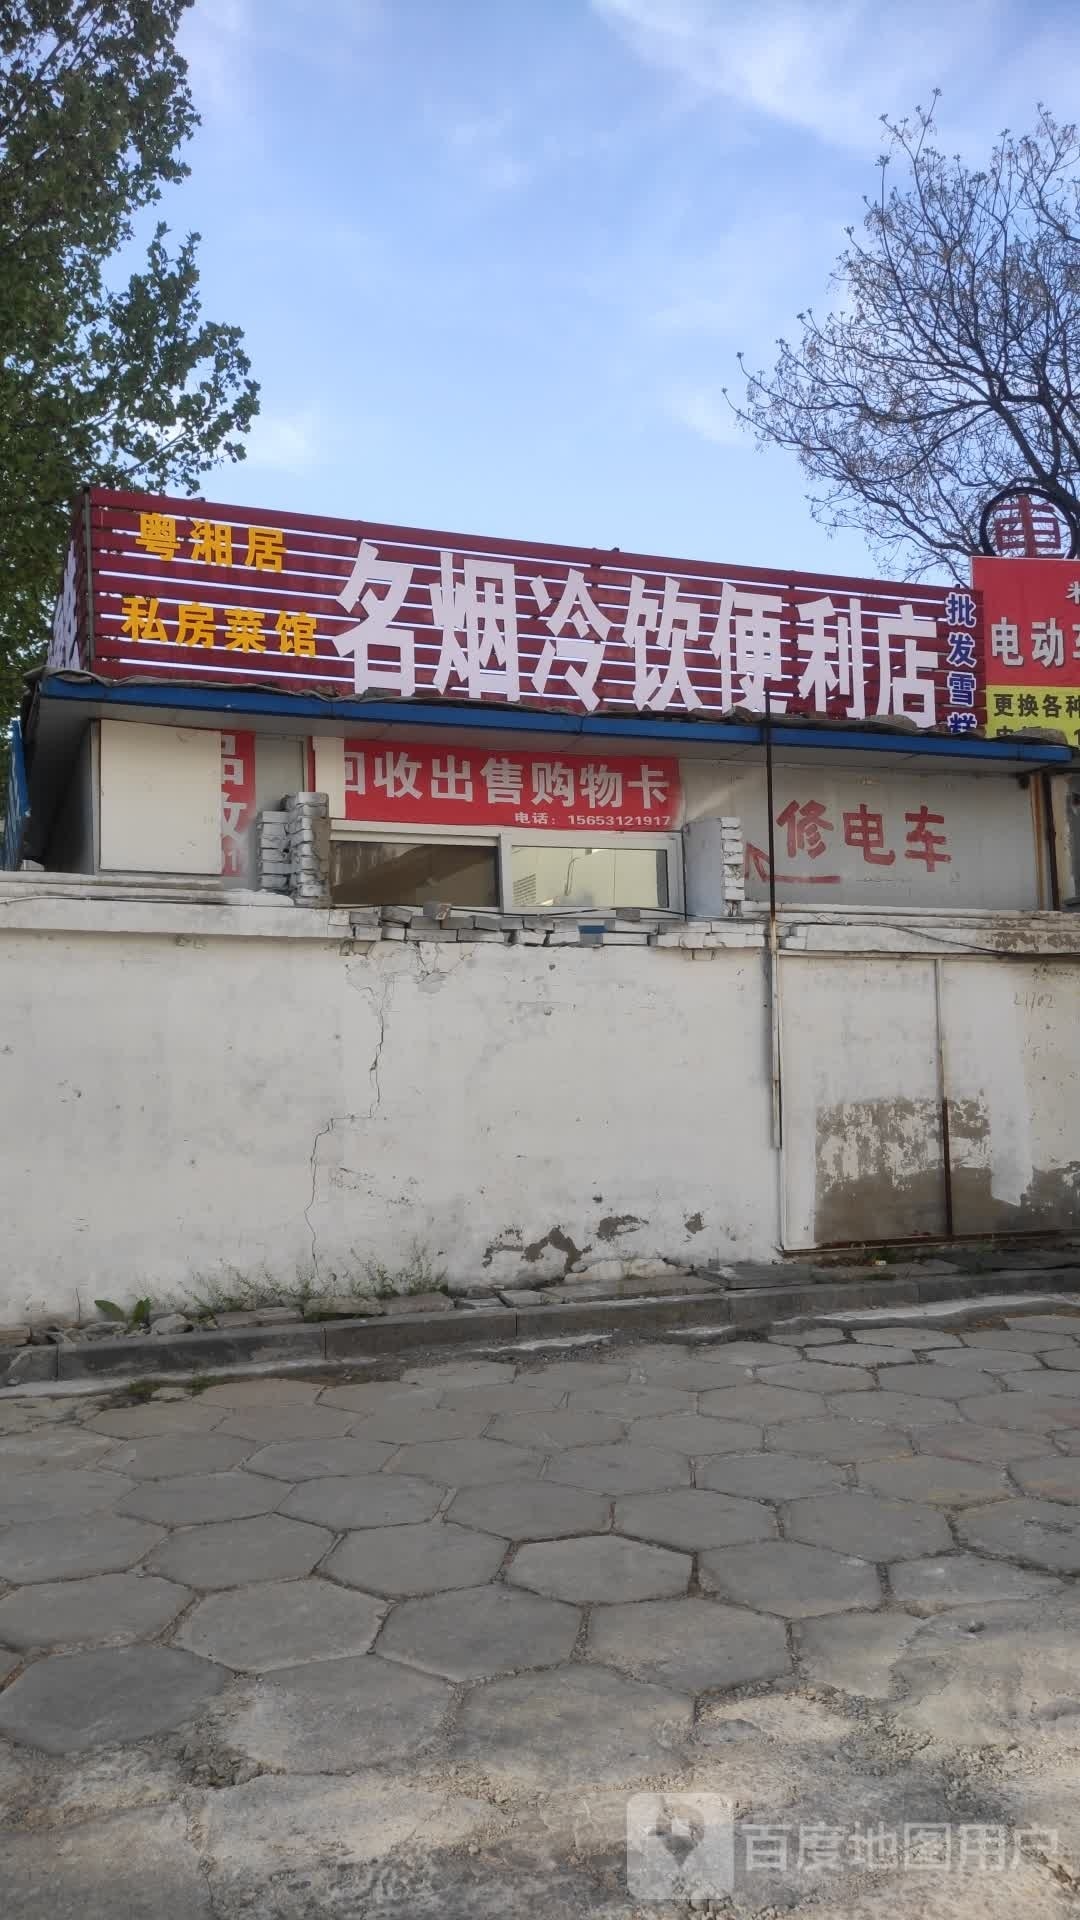 粤湘居
私房菜馆
名烟冷饮便利店
批发雪糕
电动车
更换各种
回收出售购物卡
电话：15653121917
修电车
百度地图用户